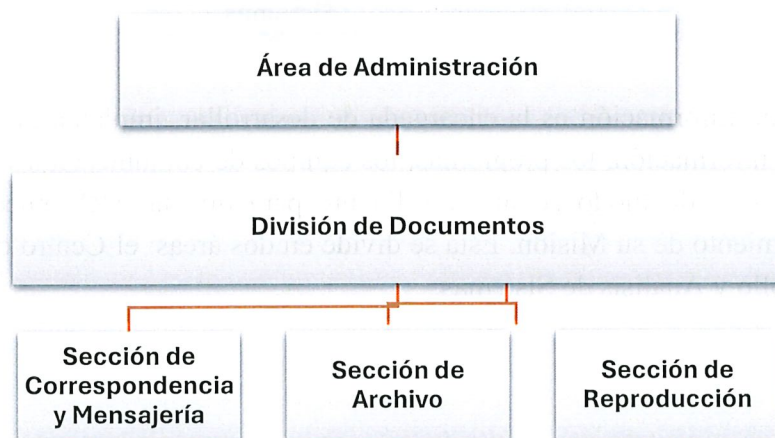 Área de Administración
División de Documentos
Sección de
Correspondencia
y Mensajería
Sección de
Archivo
Sección de
Reproducción